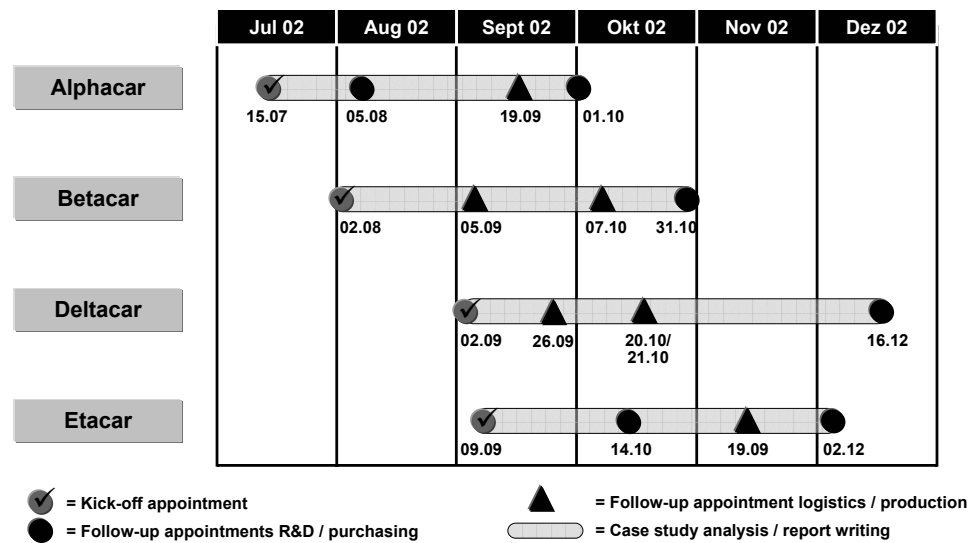 Jul 02 Aug 02 Sept 02 Okt 02 Nov 02 Dez 02
Alphacar
15.07 05.08 19.09 01.10
Betacar
02.08 05.09 07.10 31.10
Deltacar
02.09 26.09 20.10/ 16.12
21.10
Etacar
09.09 14.10 19.09 02.12
= Kick-off appointment = Follow-up appointment logistics / production
= Follow-up appointments R&D / purchasing = Case study analysis / report writing